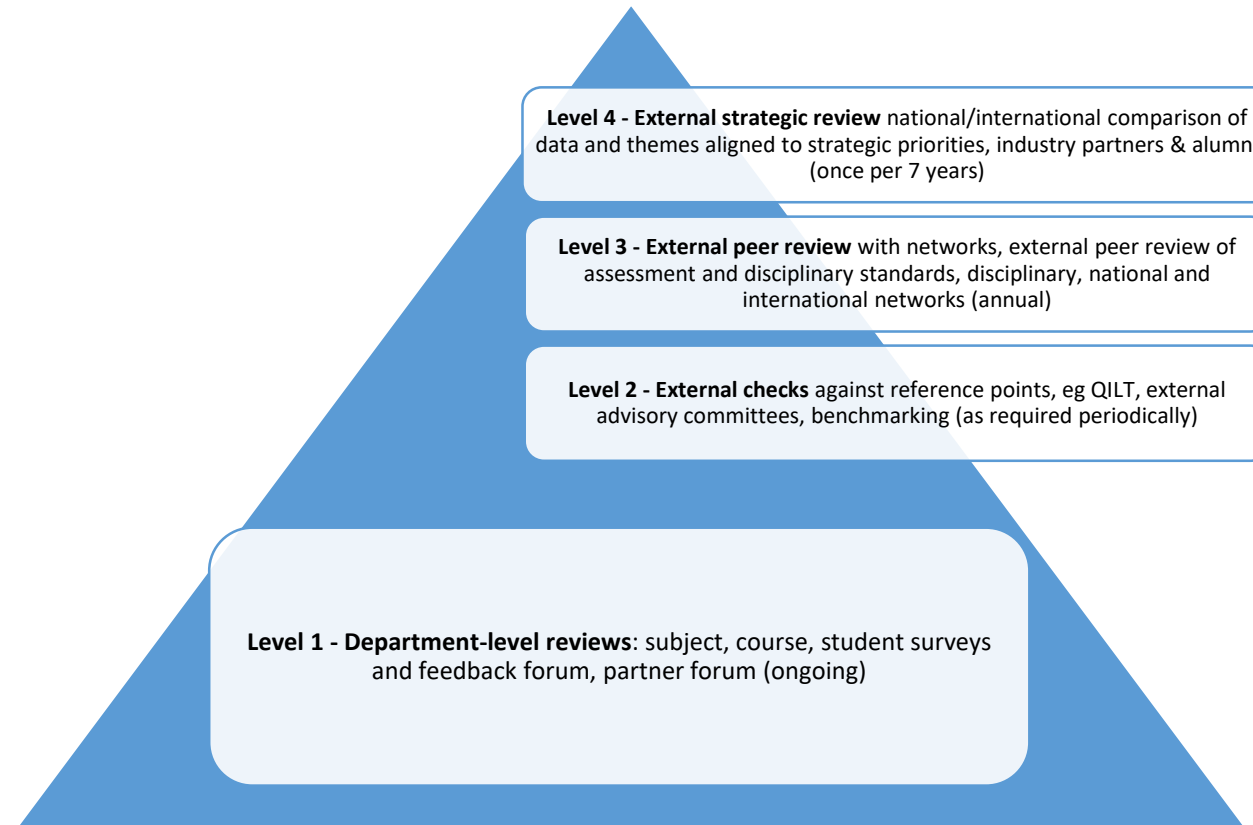 Level 4 - External strategic review national/international comparison of
data and themes aligned to strategic priorities, industry partners & alumn
(once per 7 years)
Level 3 - External peer review with networks, external peer review of
assessment and disciplinary standards, disciplinary, national and
international networks (annual)
Level 2 - External checks against reference points, eg QILT, external
advisory committees, benchmarking (as required periodically)
Level 1 - Department-level reviews: subject, course, student surveys
and feedback forum, partner forum (ongoing)